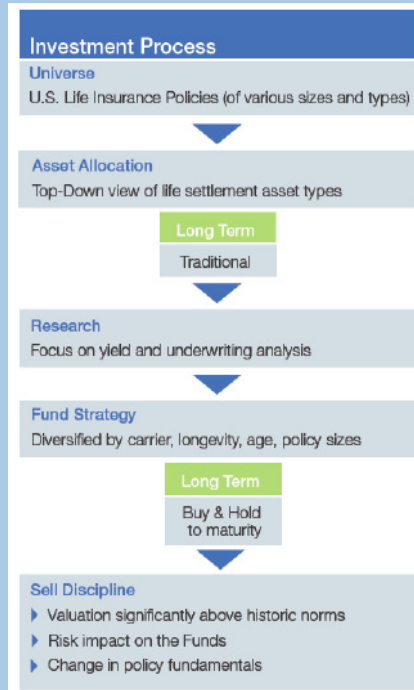 Investment Process
Universe
U.S. Life Insurance Policies (of various sizes and types)
Asset Allocation
Top-Down view of life settlement asset types
Long Term
Traditional
Research
Focus on yield and underwriting analysis
Fund Strategy
Diversified by carrier, longevity, age, policy sizes
Long Term
Buy & Hold
to maturity
Sell Discipline
Valuation significantly above historic norms
Risk impact on the Funds
Change in policy fundamentals